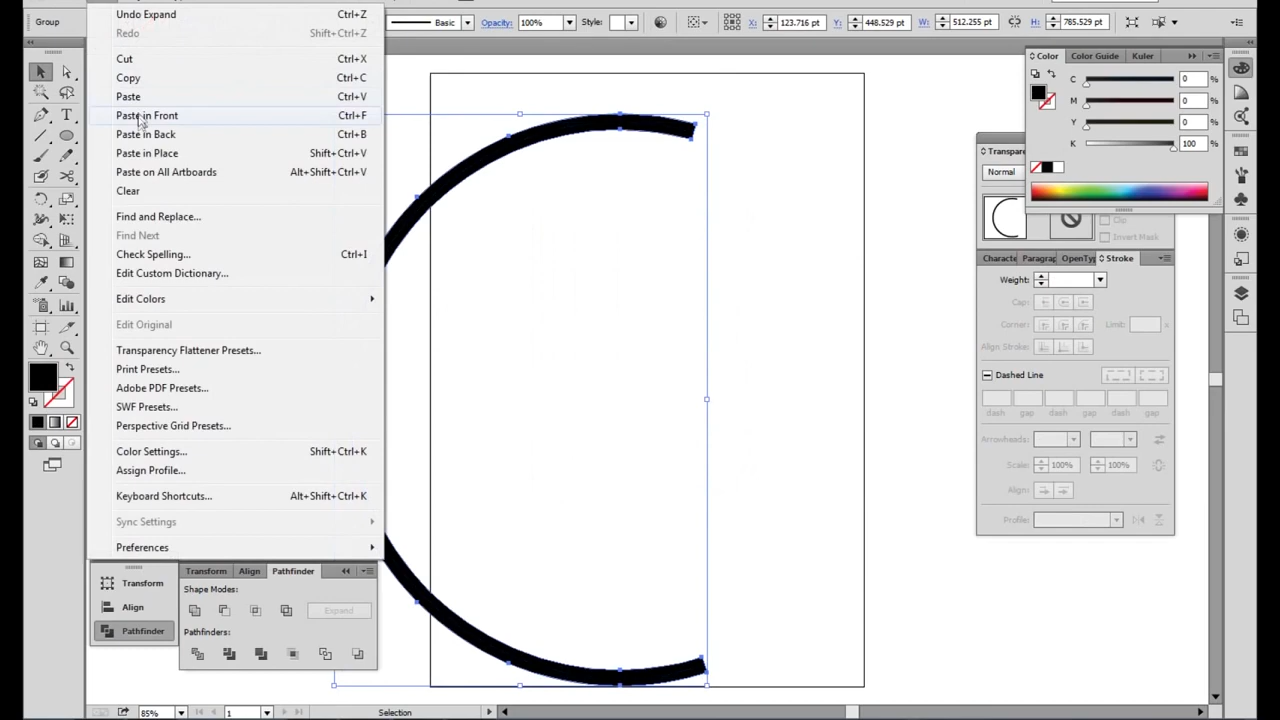 Undo Expand Ctrl+Z
Redo Shift+Ctrl+Z
Cut Ctrl+X
Copy Ctrl+C
Paste Ctrl+V
Paste in Front Ctrl+F
Paste in Back Ctrl+B
Paste in Place Shift+Ctrl+V
Paste on All Artboards Alt+Shift+Ctrl+V
Clear
Find and Replace...
Find Next
Check Spelling... Ctrl+I
Edit Custom Dictionary...
Edit Colors
Edit Original
Transparency Flattener Presets...
Print Presets...
Adobe PDF Presets...
SWF Presets...
Perspective Grid Presets...
Color Settings... Shift+Ctrl+K
Assign Profile...
Keyboard Shortcuts... Alt+Shift+Ctrl+K
Sync Settings
Preferences
Basic Opacity: 100% Style: X: 123.716 pt Y: 448.529 pt W: 512.255 pt H: 785.529 pt
Color Color Guide Kuler
C 0 %
M 0 %
Y 0 %
K 100 %
Transpare
Normal
Clip
Invert Mask
Characte Paragrap OpenTyp Stroke
Weight:
Cap:
Corner: Limit: x
Align Stroke:
Dashed Line
dash gap dash gap dash gap
Arrowheads:
Scale: 100% 100%
Align:
Profile:
Transform
Align
Pathfinder
Transform Align Pathfinder
Shape Modes:
Expand
Pathfinders:
85% 1 Selection